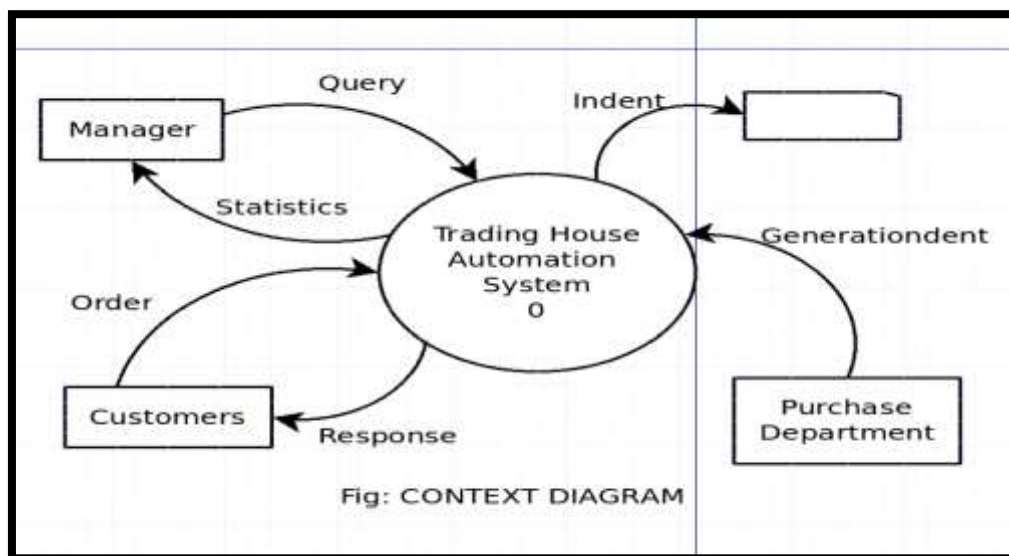 Query
Indent
Manager
Statistics
Trading House
Automation
System
0
Generationdent
Order
Customers
Response
Purchase
Department
Fig: CONTEXT DIAGRAM